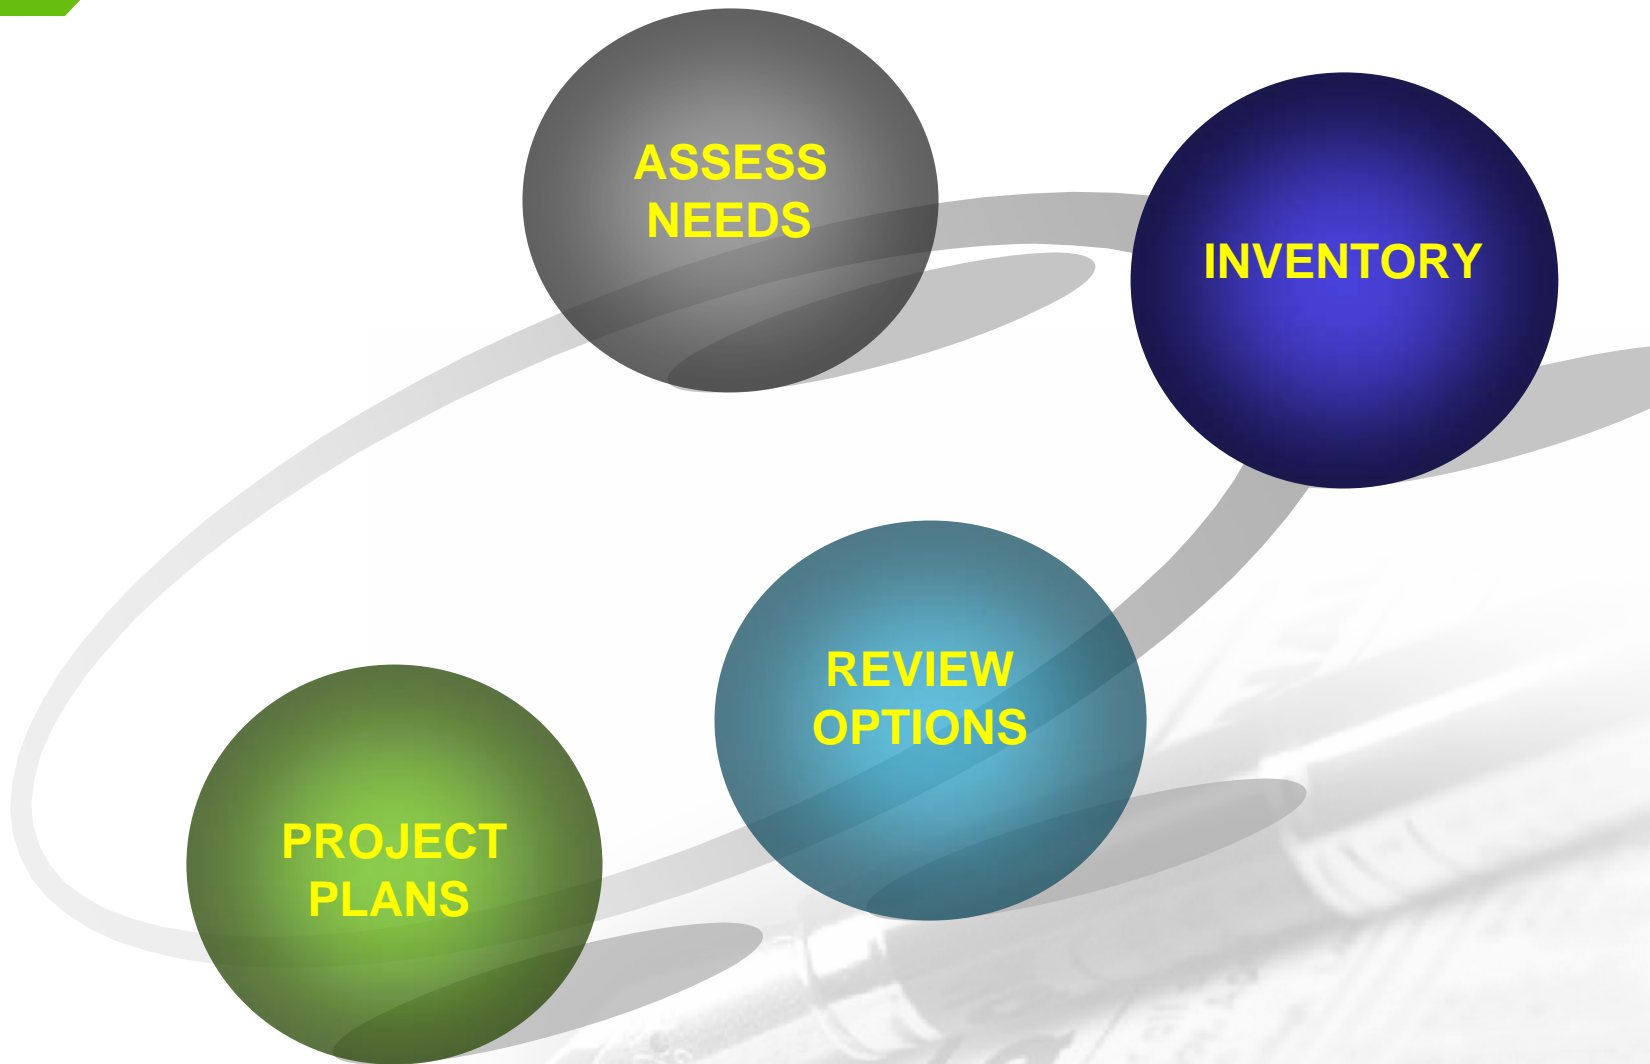 ASSESS
NEEDS
INVENTORY
REVIEW
OPTIONS
PROJECT
PLANS